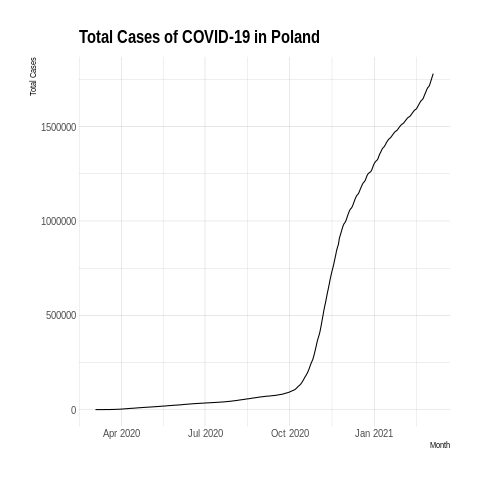 Total Cases of COVID-19 in Poland
Total Cases
1500000
1000000
500000
0
Apr 2020 Jul 2020 Oct 2020 Jan 2021
Month